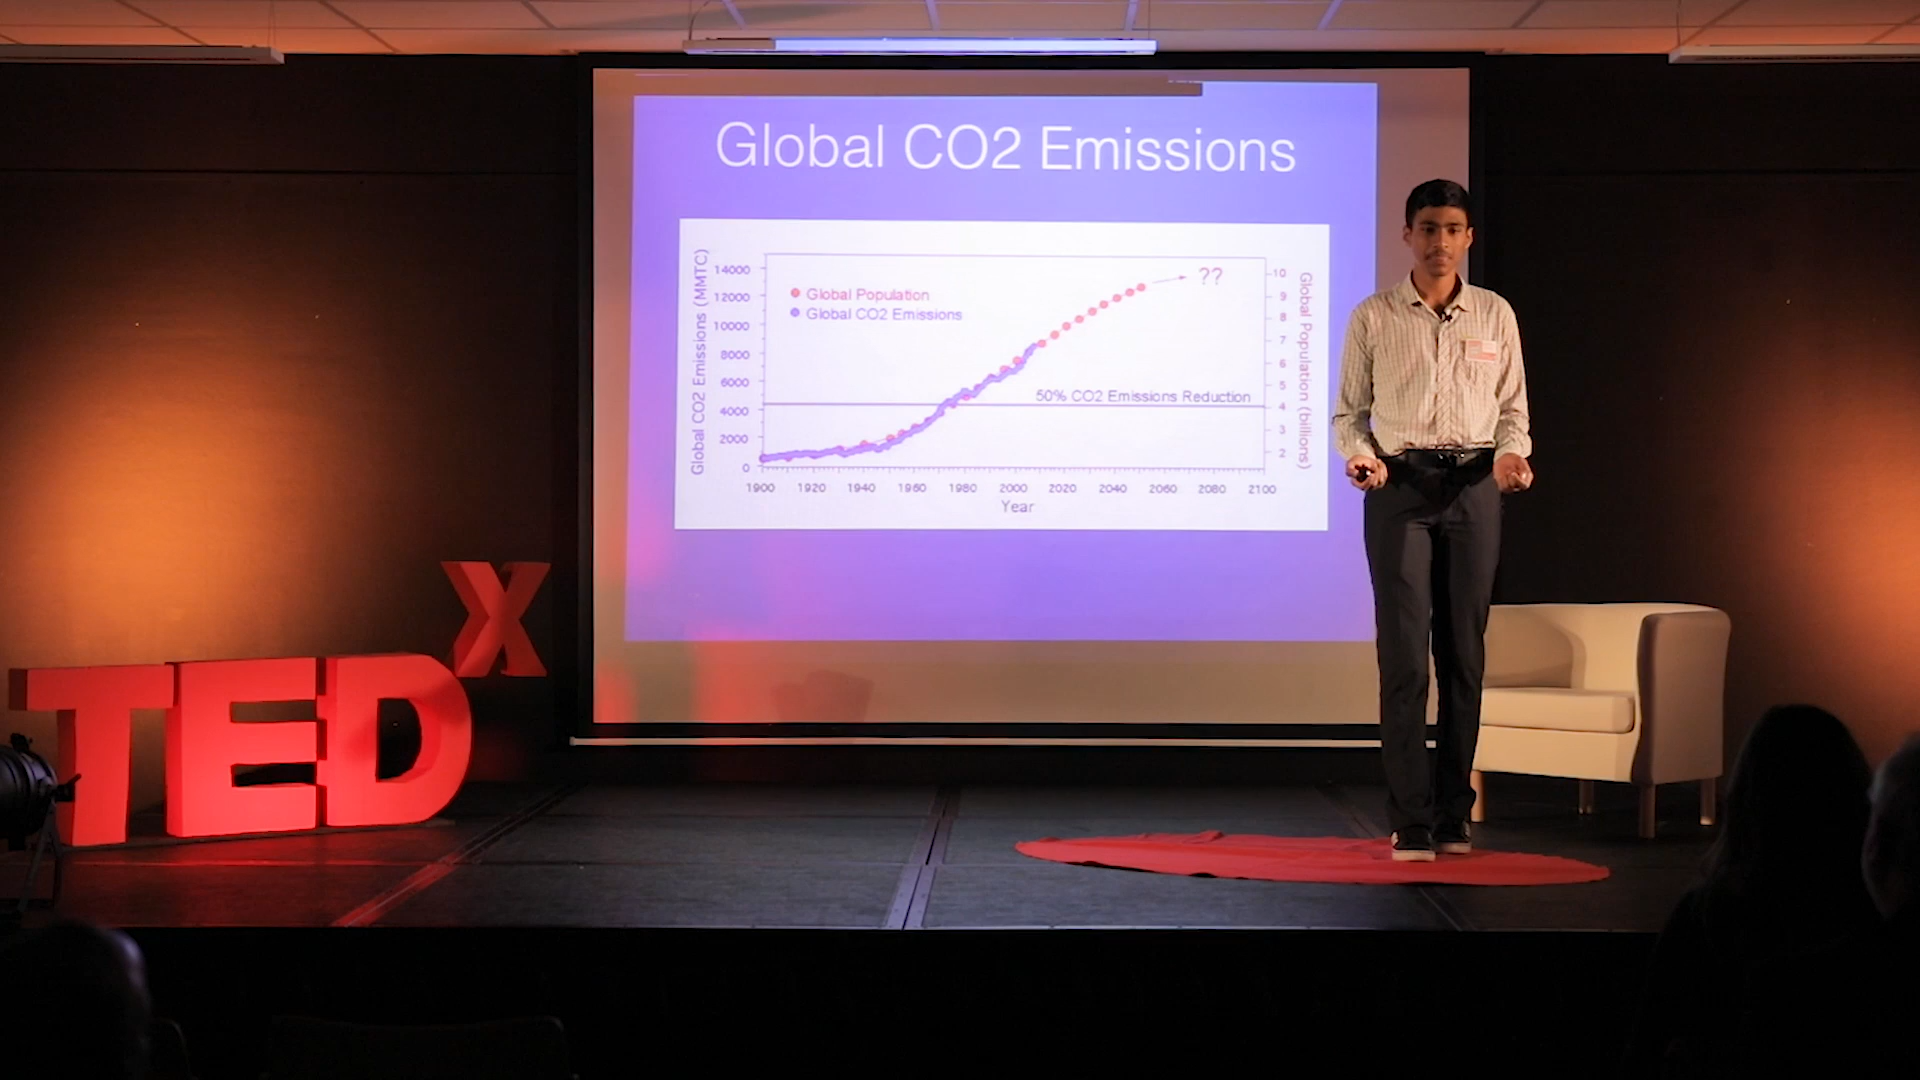 Global CO2 Emissions
Global CO2 Emissions (MMTC)
14000
12000
10000
8000
6000
4000
2000
0
Global Population
Global CO2 Emissions
??
50% CO2 Emissions Reduction
10
9
8
7
6
5
4
3
2
Global Population (billions)
1900 1920 1940 1960 1980 2000 2020 2040 2060 2080 2100
Year
TEDx